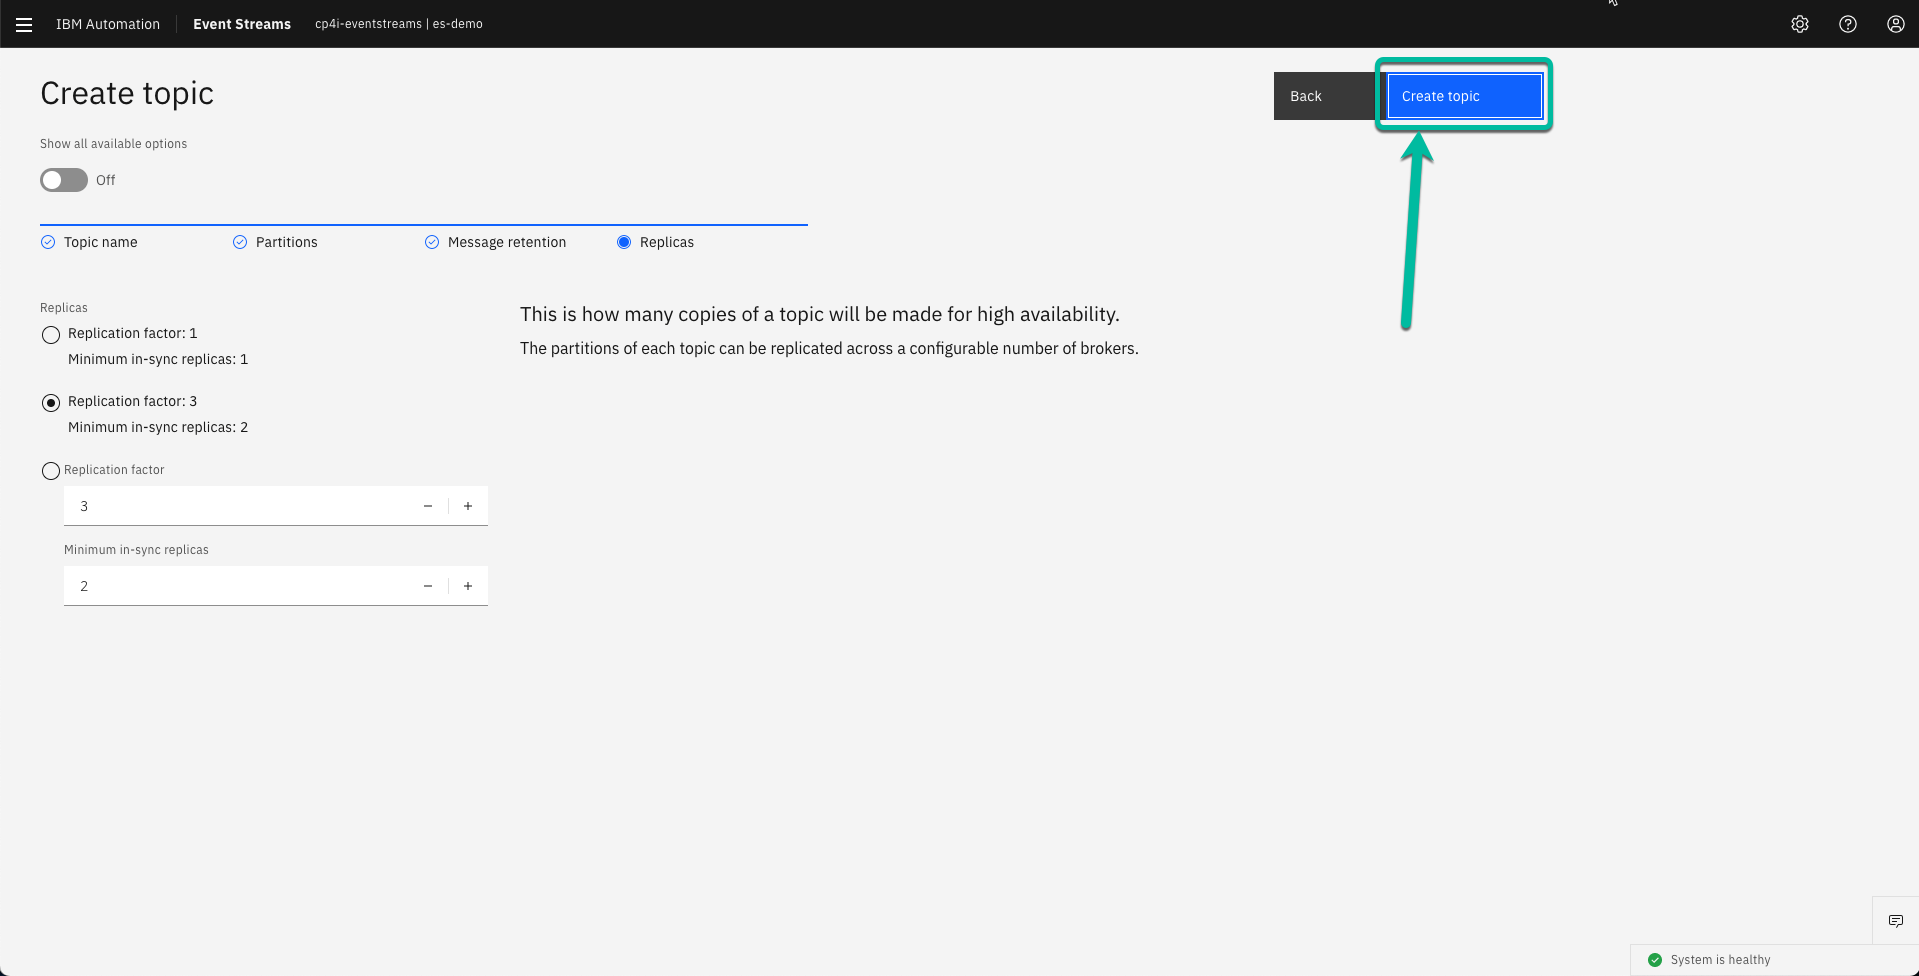 IBM Automation Event Streams cp4i-eventstreams | es-demo
Create topic
Back
Create topic
Show all available options
Off
Topic name
Partitions
Message retention
Replicas
Replicas
Replication factor: 1
Minimum in-sync replicas: 1
Replication factor: 3
Minimum in-sync replicas: 2
Replication factor
3
Minimum in-sync replicas
2
This is how many copies of a topic will be made for high availability.
The partitions of each topic can be replicated across a configurable number of brokers.
System is healthy